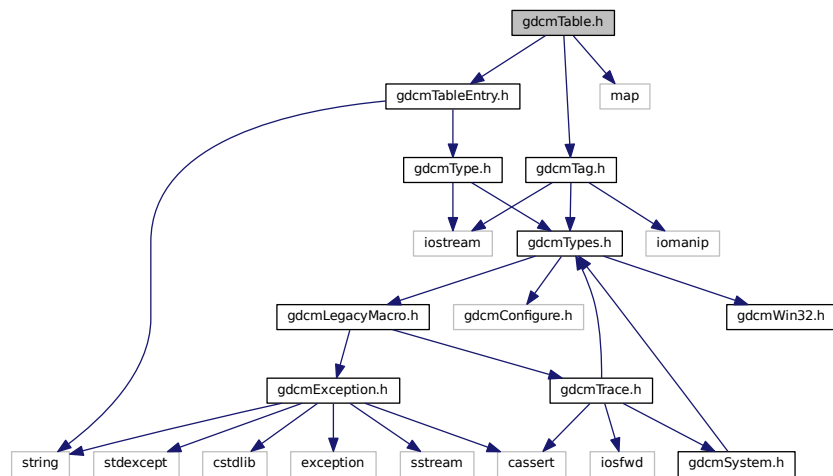 gdcmTable.h
gdcmTableEntry.h
map
gdcmType.h
gdcmTag.h
iostream
gdcmTypes.h
iomanip
gdcmLegacyMacro.h
gdcmConfigure.h
gdcmWin32.h
gdcmException.h
gdcmTrace.h
string
stdexcept
cstdlib
exception
sstream
cassert
iosfwd
gdcmSystem.h